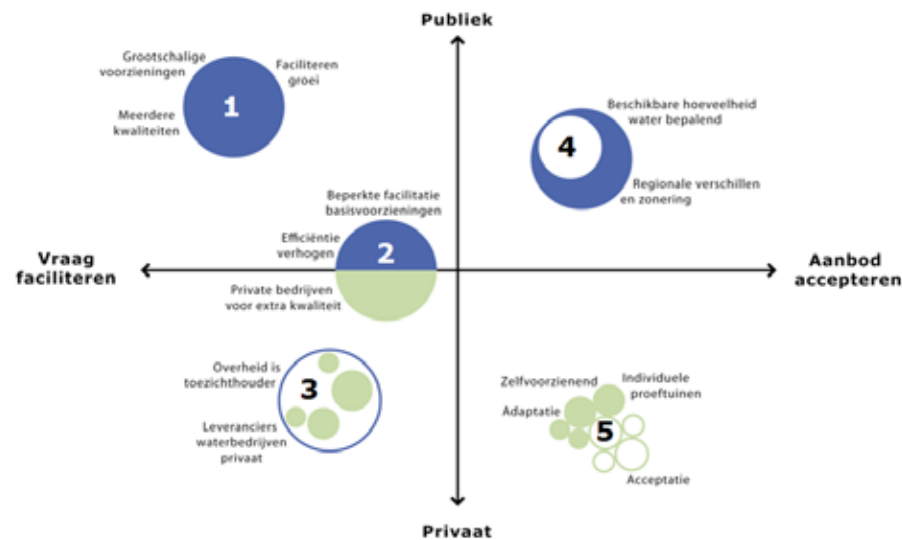 Publiek
Grootschalige
voorzieningen
Faciliteren
groei
1
Meerdere
kwaliteiten
Beschikbare hoeveelheid
water bepalend
4
Regionale verschillen
en zonering
Beperkte facilitatie
basisvoorzieningen
Efficiëntie
verhogen
2
Vraag
faciliteren
Aanbod
accepteren
Private bedrijven
voor extra kwaliteit
Overheid is
toezichthouder
3
Leveranciers
waterbedrijven
privaat
Zelfvoorzienend
Individuele
proeftuinen
Adaptatie
5
Acceptatie
Privaat